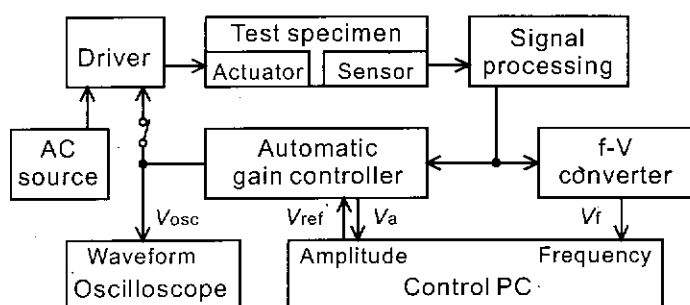 Driver
Test specimen
Actuator
Sensor
Signal
processing
AC
source
Automatic
gain controller
f-V
converter
Vosc
Vref
Va
Vf
Waveform
Oscilloscope
Amplitude
Frequency
Control PC